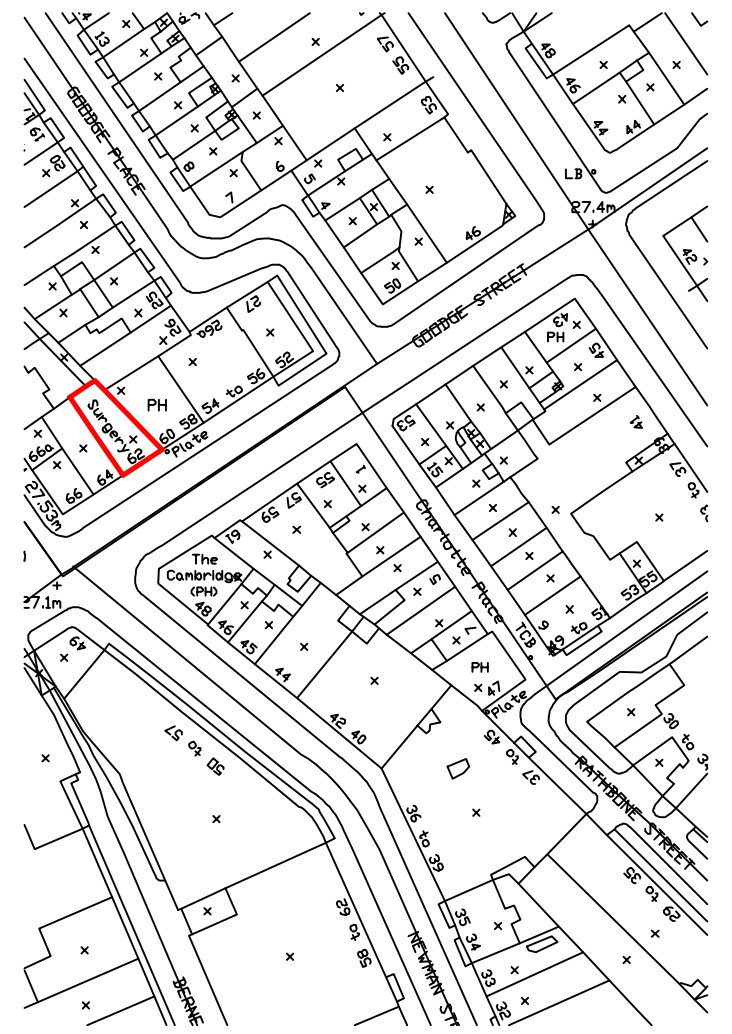 13
57
55
53
48
46
44
44
19
20
GOODGE PLACE
8
7
6
5
4
LB
27.4m
46
50
42
25
26
26a
27
52
GOODGE STREET
43
PH
45
PH
Surgery
54 to 56
58
60
Plate
62
64
66
66a
27.53m
53
15
41
39
37 to
1
55
57
59
61
Charlotte Place
The
Cambridge
(PH)
48
46
45
44
5
7
9
TCB
49 to 51
53
55
27.1m
49
PH
47
Plate
42
40
50 to 57
37 to 45
30 to 34
RATHBONE STREET
36 to 39
29 to 35
58 to 62
35
34
33
32
NEWMAN ST
BERNE